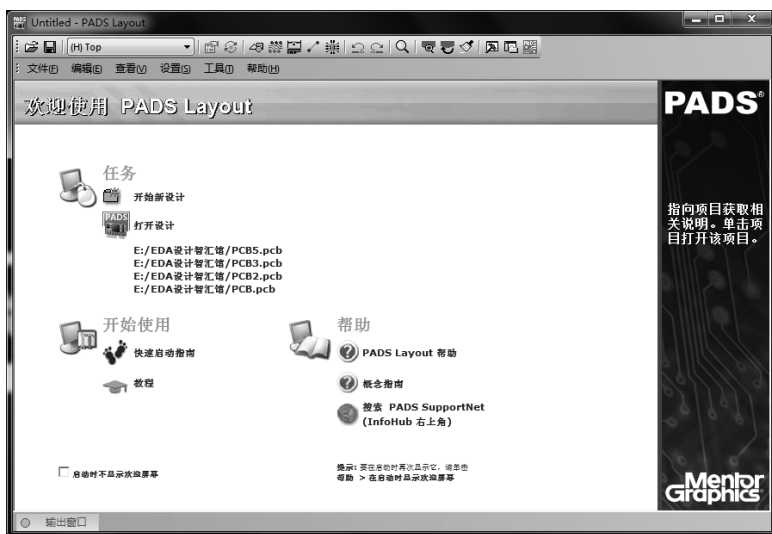 Untitled - PADS Layout
(H) Top
文件(F) 编辑(E) 查看(V) 设置(S) 工具(T) 帮助(H)
欢迎使用 PADS Layout
PADS®
任务
开始新设计
PADS
打开设计
E:/EDA设计智汇馆/PCB5.pcb
E:/EDA设计智汇馆/PCB3.pcb
E:/EDA设计智汇馆/PCB2.pcb
E:/EDA设计智汇馆/PCB.pcb
指向项目获取相
关说明。单击项
目打开该项目。
开始使用
快速启动指南
教程
帮助
PADS Layout 帮助
概念指南
搜索 PADS SupportNet
(InfoHub 右上角)
启动时不显示欢迎屏幕
提示: 要在启动时再次显示它, 请单击
帮助 > 在启动时显示欢迎屏幕
Mentor
Graphics
输出窗口